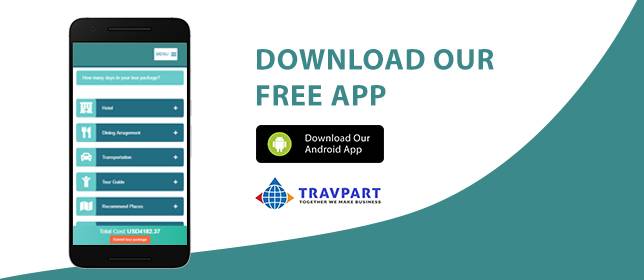 MENU
How many days in your tour package?
Hotel +
Dining Arragement +
Transportation +
Tour Guide +
Recommend Places +
Total Cost USD4182.37
Submit tour package
DOWNLOAD OUR
FREE APP
Download Our
Android App
TRAVPART
TOGETHER WE MAKE BUSINESS